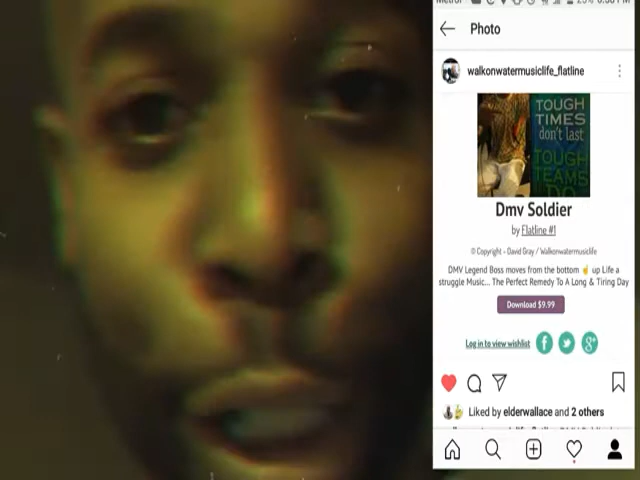 Photo
walkonwatermusiclife_flatline
TOUGH
TIMES
don't last
TOUGH
TEAMS
DO
Dmv Soldier
by Flatline #1
© Copyright - David Gray / Walkonwatermusiclife
DMV Legend Boss moves from the bottom ☝ up Life a
struggle Music... The Perfect Remedy To A Long & Tiring Day
Download $9.99
Log in to view wishlist
Liked by elderwallace and 2 others